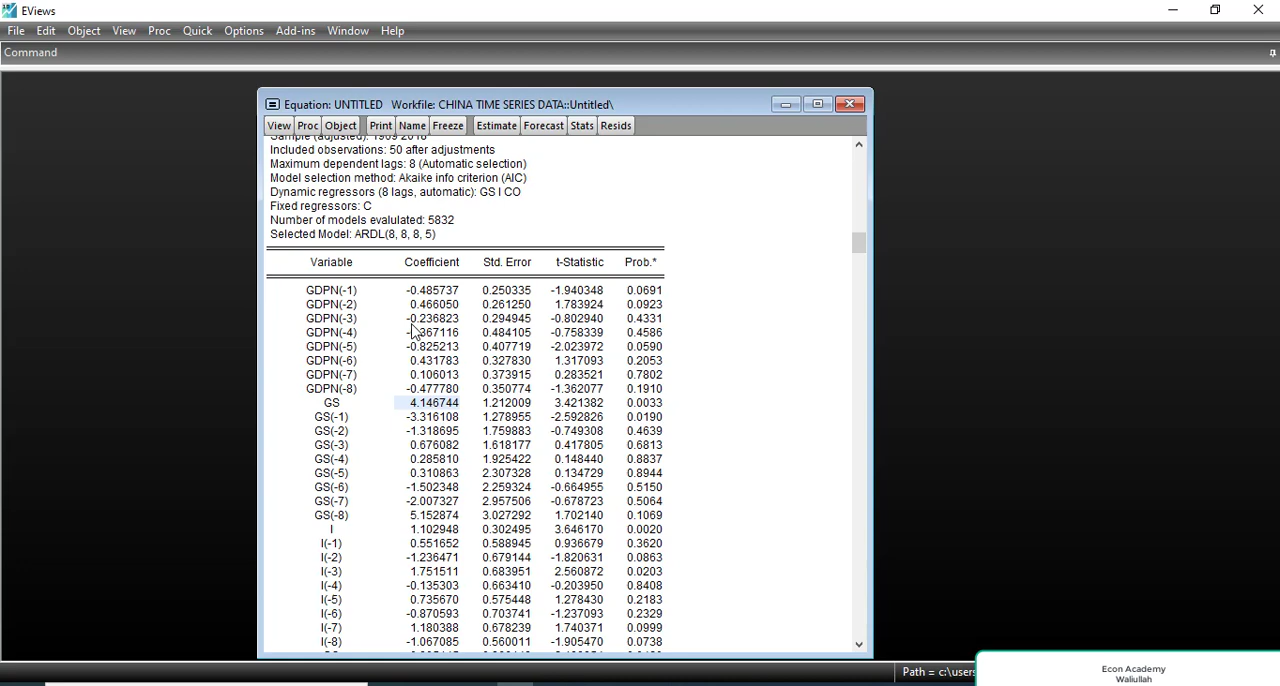 EViews
File Edit Object View Proc Quick Options Add-ins Window Help
Command
Equation: UNTITLED Workfile: CHINA TIME SERIES DATA::Untitled\
View Proc Object Print Name Freeze Estimate Forecast Stats Resids
Included observations: 50 after adjustments
Maximum dependent lags: 8 (Automatic selection)
Model selection method: Akaike info criterion (AIC)
Dynamic regressors (8 lags, automatic): GS I CO
Fixed regressors: C
Number of models evalulated: 5832
Selected Model: ARDL(8, 8, 8, 5)
Variable Coefficient Std. Error t-Statistic Prob.*
GDPN(-1) -0.485737 0.250335 -1.940348 0.0691
GDPN(-2) 0.466050 0.261250 1.783924 0.0923
GDPN(-3) -0.236823 0.294945 -0.802940 0.4331
GDPN(-4) -0.367116 0.484105 -0.758339 0.4586
GDPN(-5) -0.825213 0.407719 -2.023972 0.0590
GDPN(-6) 0.431783 0.327830 1.317093 0.2053
GDPN(-7) 0.106013 0.373915 0.283521 0.7802
GDPN(-8) -0.477780 0.350774 -1.362077 0.1910
GS 4.146744 1.212009 3.421382 0.0033
GS(-1) -3.316108 1.278955 -2.592826 0.0190
GS(-2) -1.318695 1.759883 -0.749308 0.4639
GS(-3) 0.676082 1.618177 0.417805 0.6813
GS(-4) 0.285810 1.925422 0.148440 0.8837
GS(-5) 0.310863 2.307328 0.134729 0.8944
GS(-6) -1.502348 2.259324 -0.664955 0.5150
GS(-7) -2.007327 2.957506 -0.678723 0.5064
GS(-8) 5.152874 3.027292 1.702140 0.1069
I 1.102948 0.302495 3.646170 0.0020
I(-1) 0.551652 0.588945 0.936679 0.3620
I(-2) -1.236471 0.679144 -1.820631 0.0863
I(-3) 1.751511 0.683951 2.560872 0.0203
I(-4) -0.135303 0.663410 -0.203950 0.8408
I(-5) 0.735670 0.575448 1.278430 0.2183
I(-6) -0.870593 0.703741 -1.237093 0.2329
I(-7) 1.180388 0.678239 1.740371 0.0999
I(-8) -1.067085 0.560011 -1.905470 0.0738
Path = c:\users
Econ Academy
Waliullah